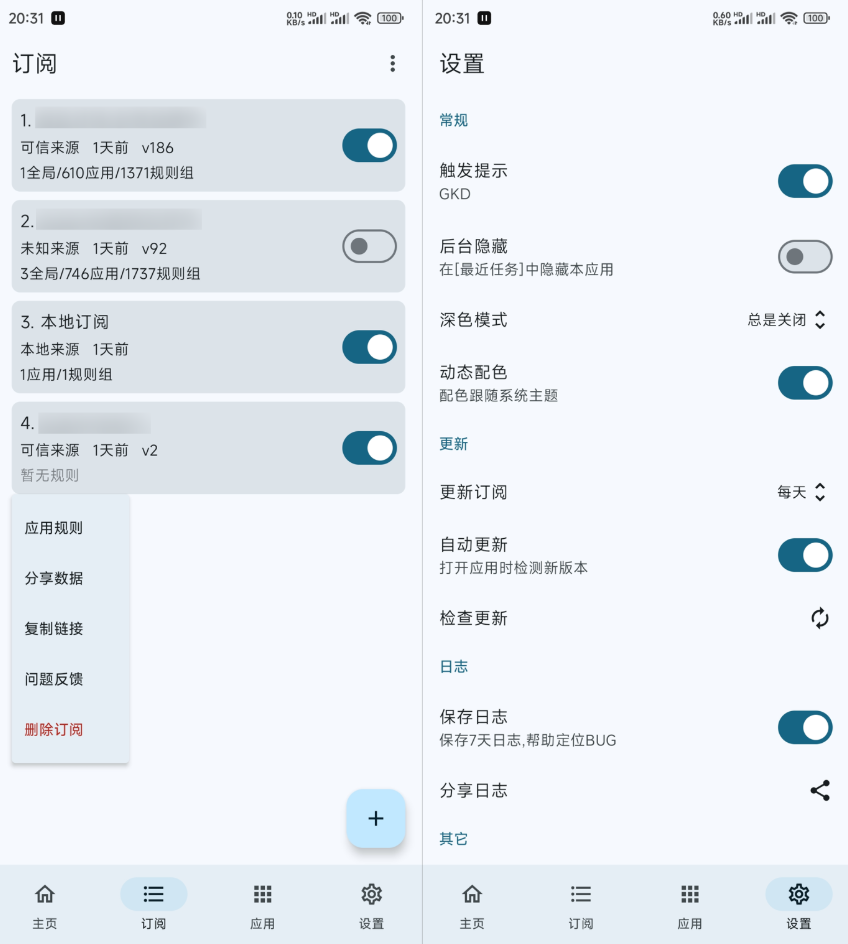 20:31
0.10
KB/s
HD
HD
100
订阅
1.
可信来源 1天前 v186
1全局/610应用/1371规则组
2.
未知来源 1天前 v92
3全局/746应用/1737规则组
3. 本地订阅
本地来源 1天前
1应用/1规则组
4.
可信来源 1天前 v2
暂无规则
应用规则
分享数据
复制链接
问题反馈
删除订阅
+
主页
订阅
应用
设置
20:31
0.60
KB/s
HD
HD
100
设置
常规
触发提示
GKD
后台隐藏
在[最近任务]中隐藏本应用
深色模式
总是关闭
动态配色
配色跟随系统主题
更新
更新订阅
每天
自动更新
打开应用时检测新版本
检查更新
日志
保存日志
保存7天日志,帮助定位BUG
分享日志
其它
主页
订阅
应用
设置